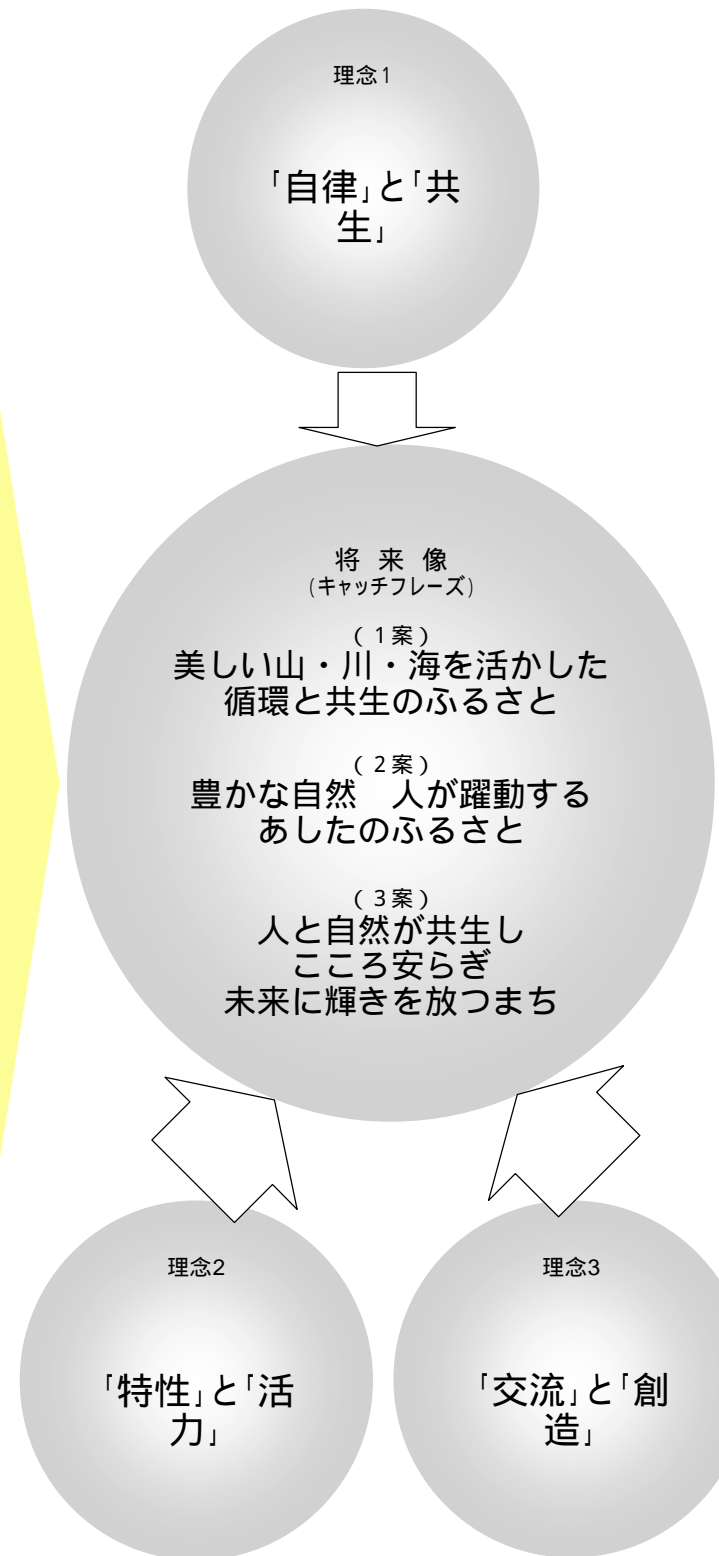 理念1
「自律」と「共
生」
将 来 像
(キャッチフレーズ)
(1案)
美しい山・川・海を活かした
循環と共生のふるさと
(2案)
豊かな自然　人が躍動する
あしたのふるさと
(3案)
人と自然が共生し
こころ安らぎ
未来に輝きを放つまち
理念2
「特性」と「活
力」
理念3
「交流」と「創
造」